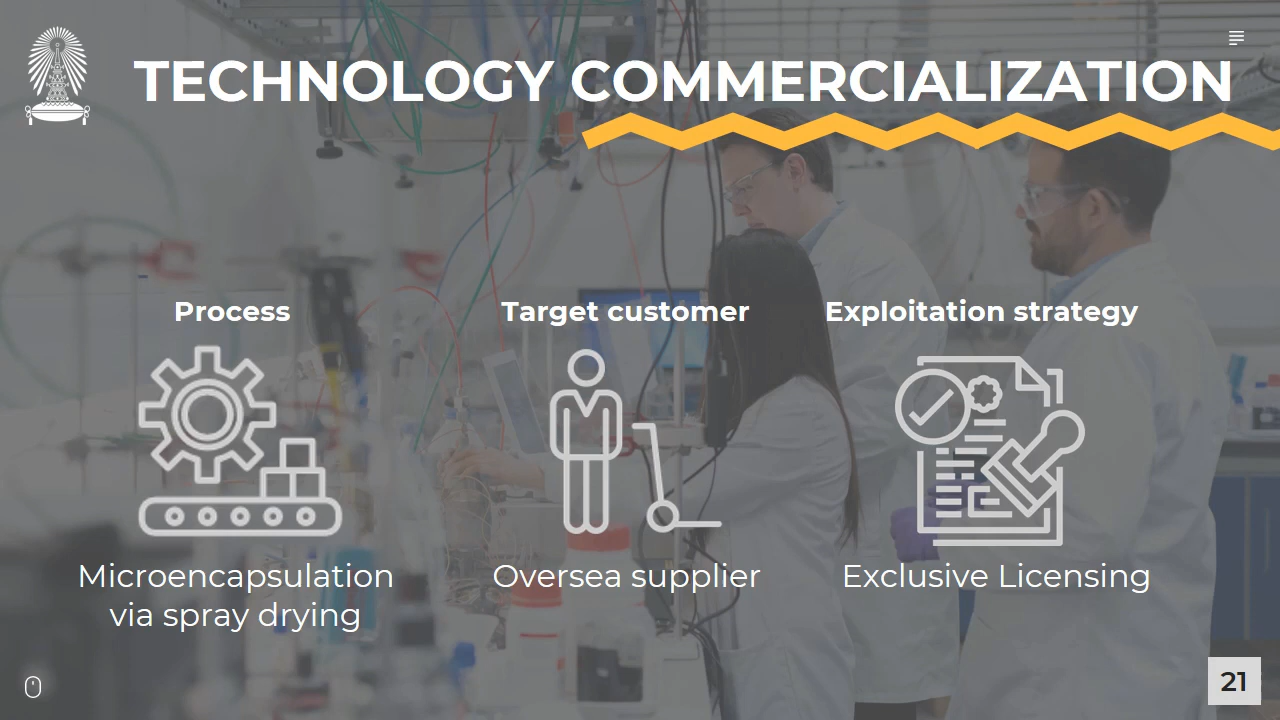 TECHNOLOGY COMMERCIALIZATION
Process
Microencapsulation
via spray drying
Target customer
Oversea supplier
Exploitation strategy
Exclusive Licensing
21